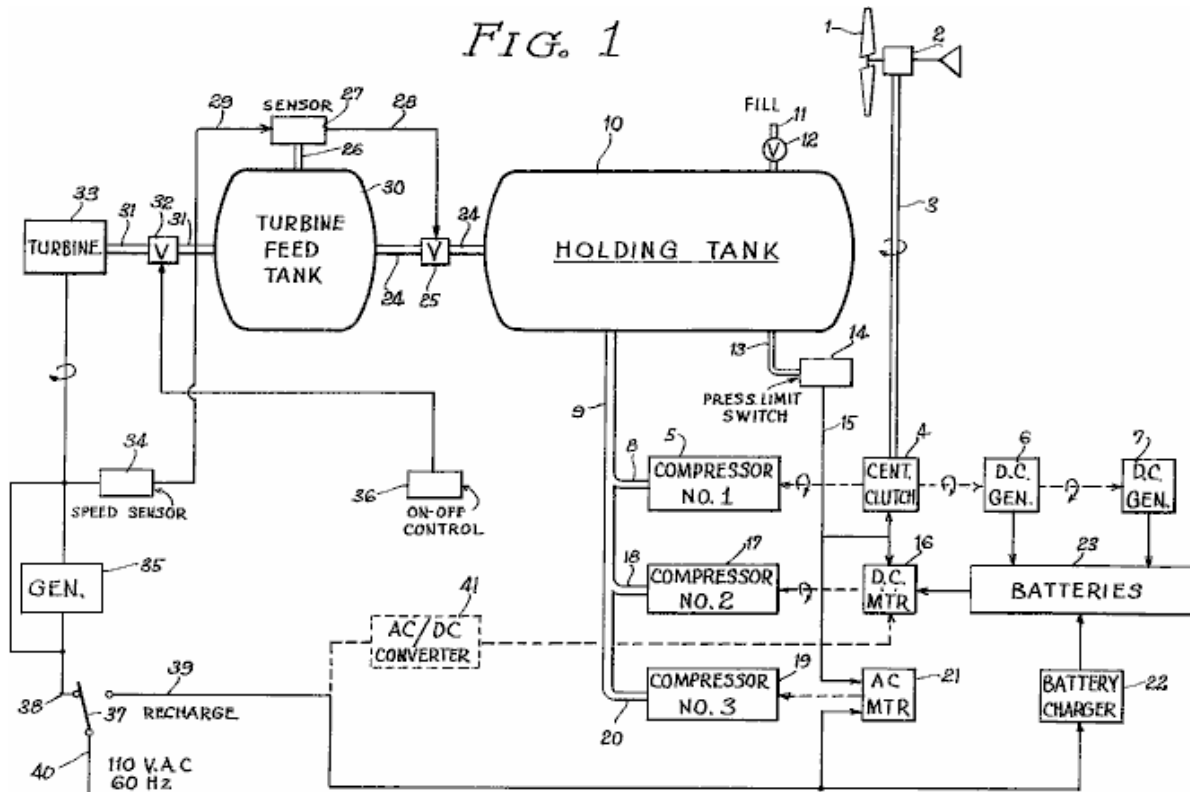 FIG. 1
1
2
29
SENSOR
27
28
FILL
11
12
V
10
26
30
3
33
31
32
31
TURBINE
V
TURBINE
FEED
TANK
24
V
24
25
HOLDING TANK
13
14
PRESS. LIMIT
SWITCH
9
15
34
SPEED SENSOR
36
ON-OFF
CONTROL
8
5
COMPRESSOR
NO. 1
4
CENT.
CLUTCH
6
D.C.
GEN.
7
D.C.
GEN.
35
GEN.
18
17
COMPRESSOR
NO. 2
16
D.C.
MTR
23
BATTERIES
41
AC/DC
CONVERTER
38
37
39
RECHARGE
19
COMPRESSOR
NO. 3
20
21
AC
MTR
BATTERY
CHARGER
22
40
110 V.A.C
60 HZ